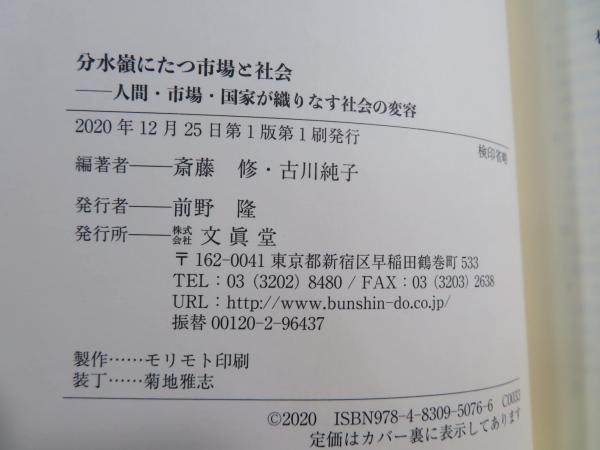 分水嶺にたつ市場と社会
――人間・市場・国家が織りなす社会の変容
2020年12月25日第1版第1刷発行
検印省略
編著者――斎藤 修・古川純子
発行者――前野 隆
発行所――株式会社 文眞堂
〒162-0041 東京都新宿区早稲田鶴巻町533
TEL:03 (3202) 8480 / FAX:03 (3203) 2638
URL:http://www.bunshin-do.co.jp/
振替00120-2-96437
製作……モリモト印刷
装丁……菊地雅志
©2020 ISBN978-4-8309-5076-6 C0033
定価はカバー裏に表示してあります